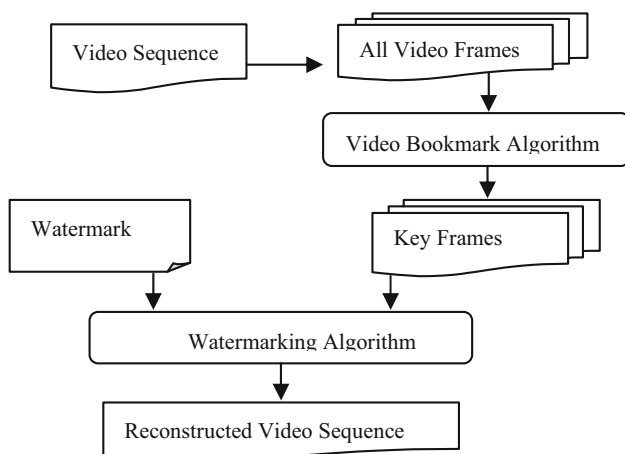 Video Sequence
All Video Frames
Video Bookmark Algorithm
Watermark
Key Frames
Watermarking Algorithm
Reconstructed Video Sequence